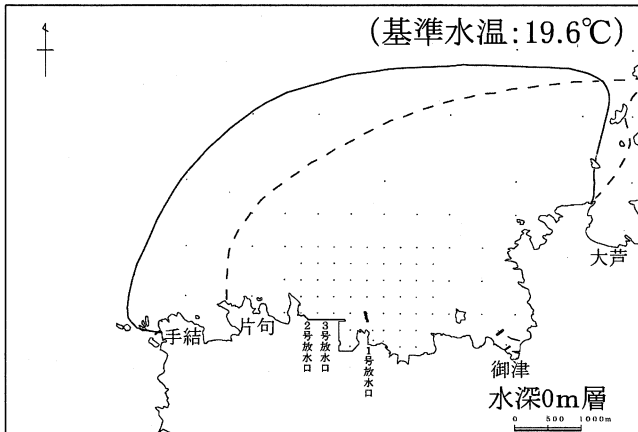 (基準水温:19.6℃)
大芦
手結
片句
2号放水口
3号放水口
1号放水口
御津
水深0m層
0 500 1000m